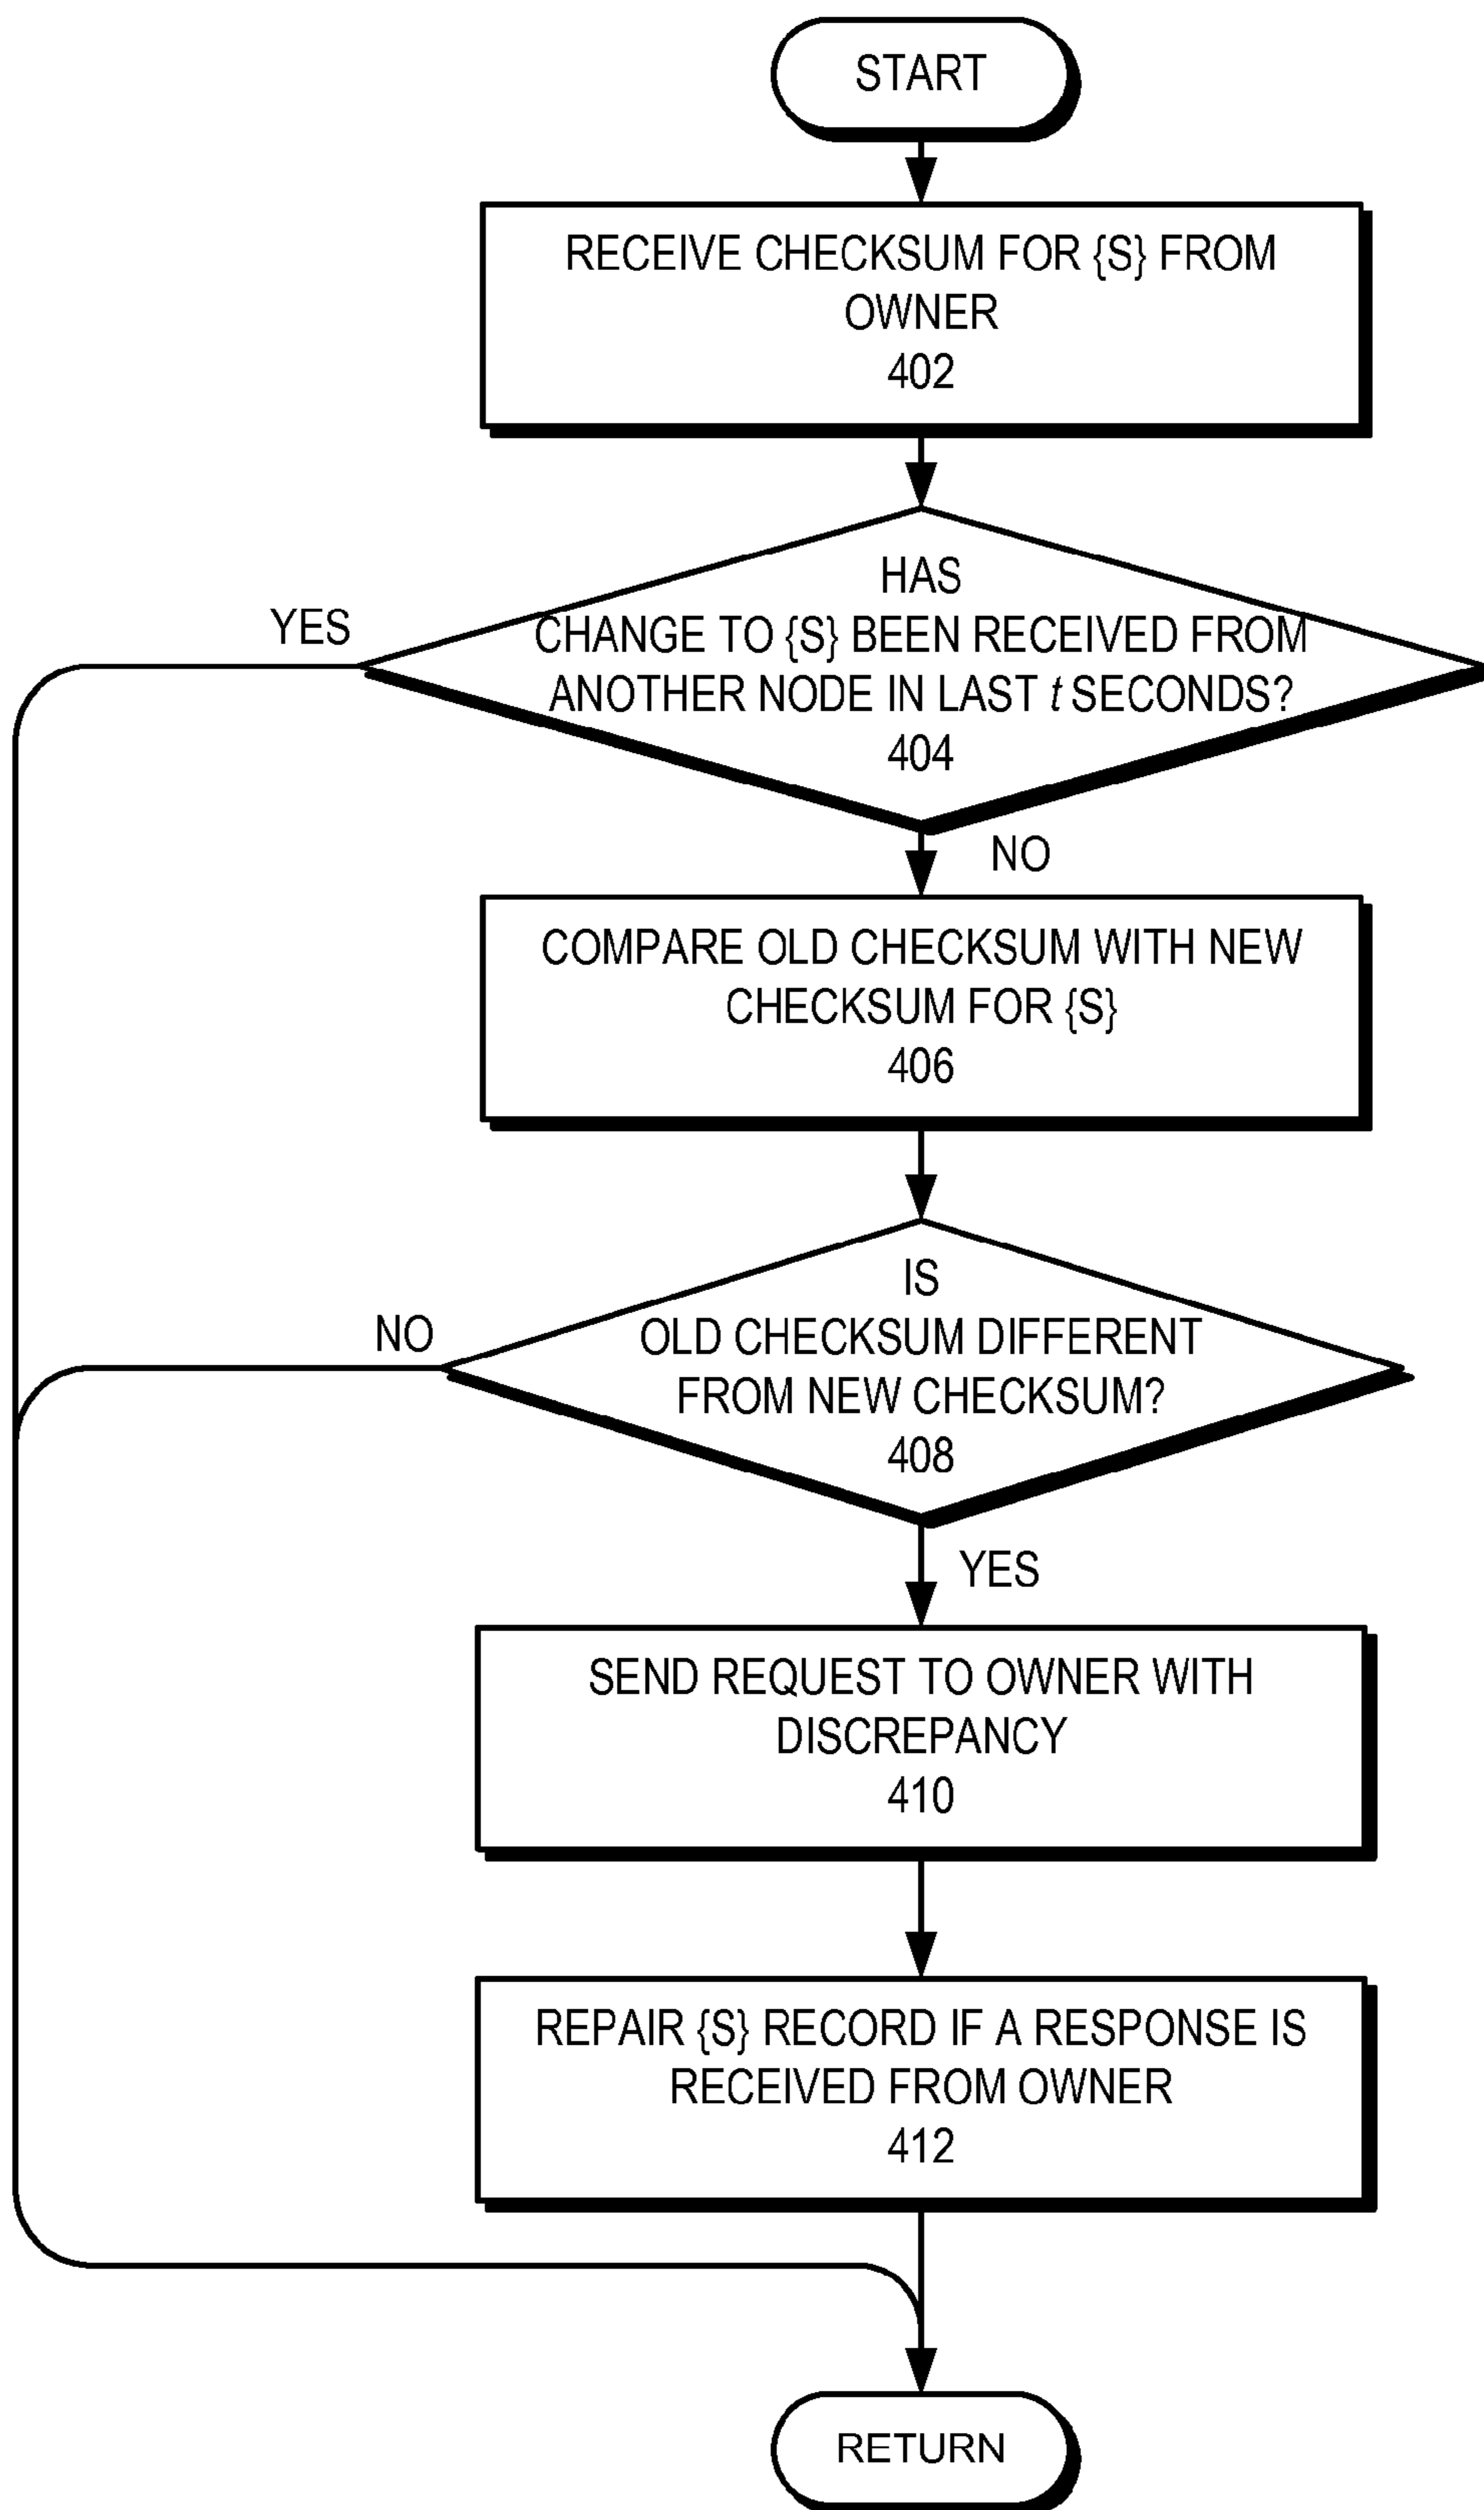 START
RECEIVE CHECKSUM FOR {S} FROM
OWNER
402
HAS
CHANGE TO {S} BEEN RECEIVED FROM
ANOTHER NODE IN LAST t SECONDS?
404
YES
NO
COMPARE OLD CHECKSUM WITH NEW
CHECKSUM FOR {S}
406
IS
OLD CHECKSUM DIFFERENT
FROM NEW CHECKSUM?
408
NO
YES
SEND REQUEST TO OWNER WITH
DISCREPANCY
410
REPAIR {S} RECORD IF A RESPONSE IS
RECEIVED FROM OWNER
412
RETURN